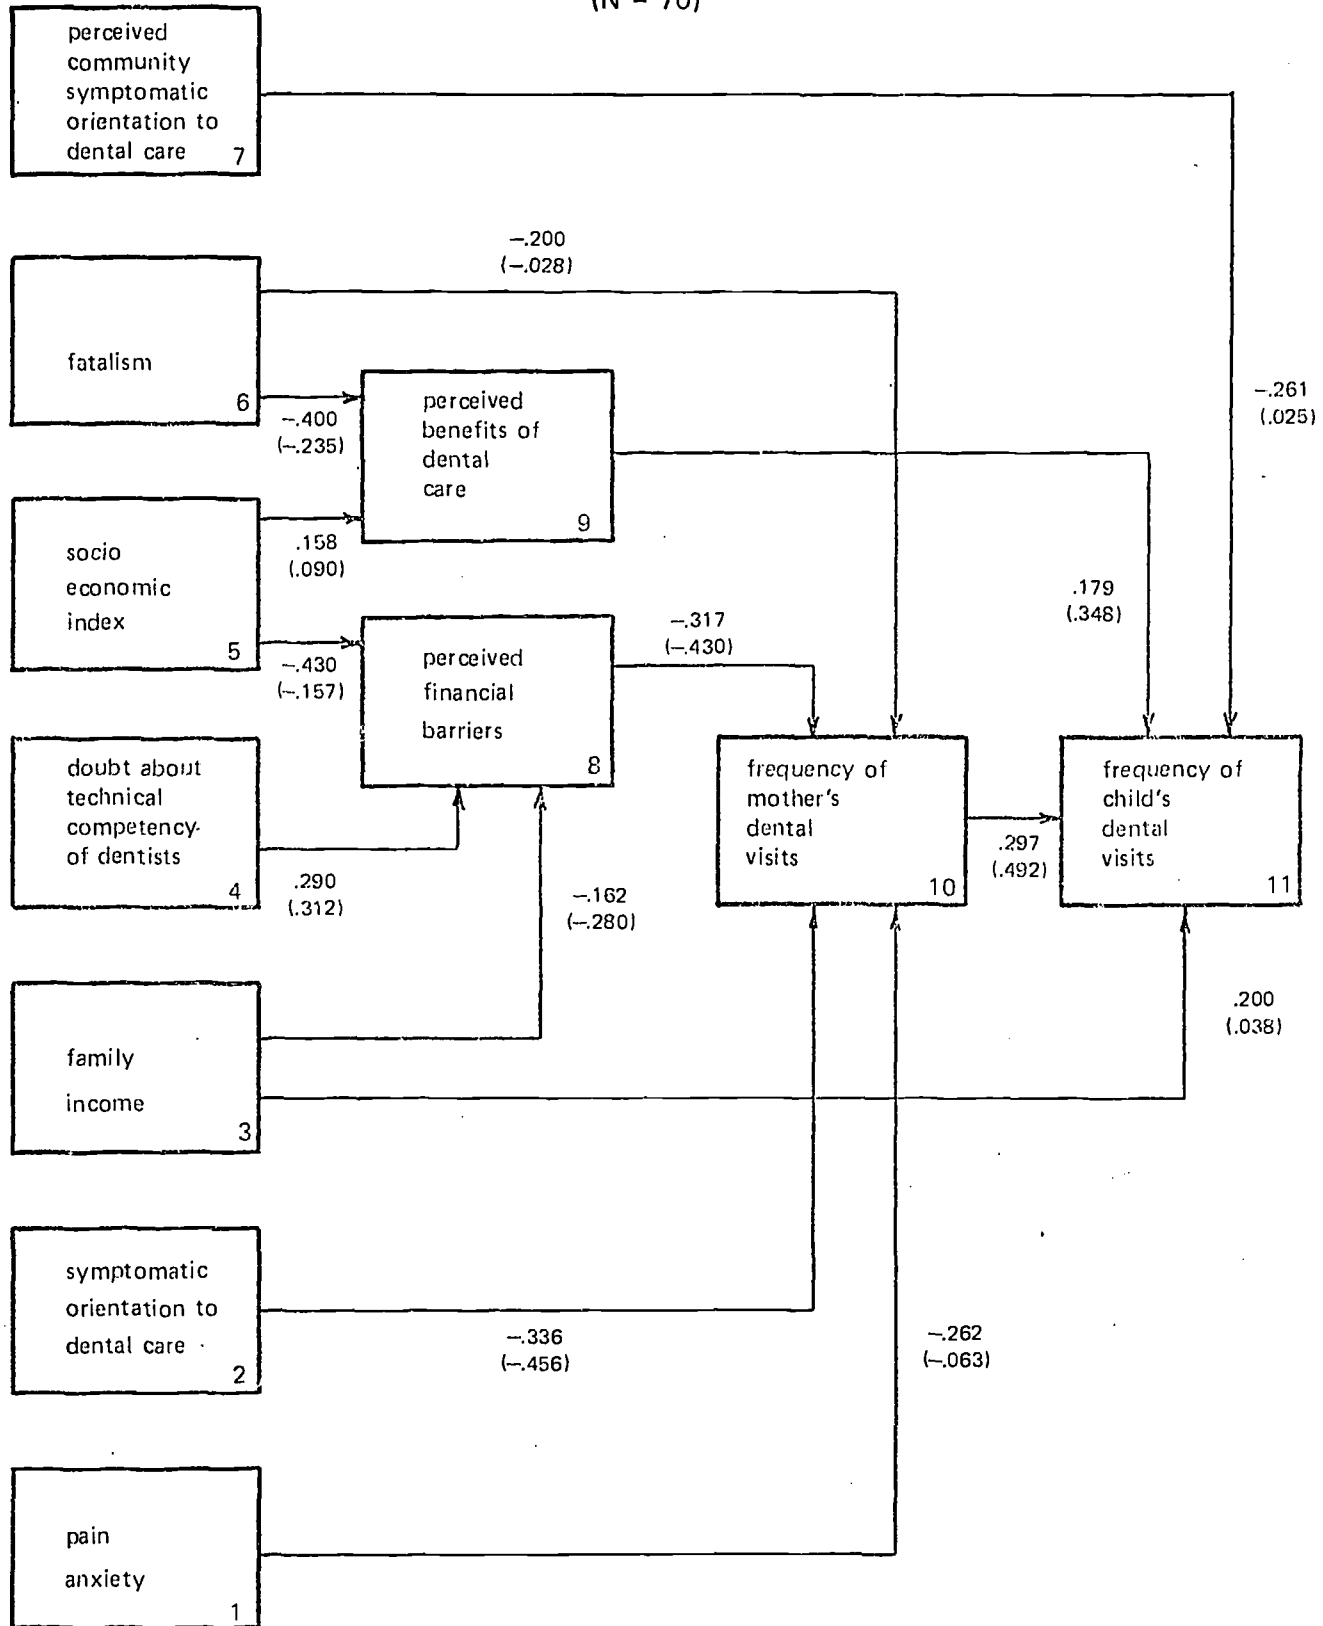 (N = 70)
perceived
community
symptomatic
orientation to
dental care
7
-.200
(-.028)
fatalism
6
-.400
(-.235)
perceived
benefits of
dental
care
9
-.261
(.025)
socio
economic
index
5
.158
(.090)
-.430
(-.157)
.179
(.348)
perceived
financial
barriers
8
-.317
(-.430)
doubt about
technical
competency
of dentists
4
.290
(.312)
-.162
(-.280)
frequency of
mother's
dental
visits
10
.297
(.492)
frequency of
child's
dental
visits
11
family
income
3
.200
(.038)
symptomatic
orientation to
dental care
2
-.336
(-.456)
-.262
(-.063)
pain
anxiety
1